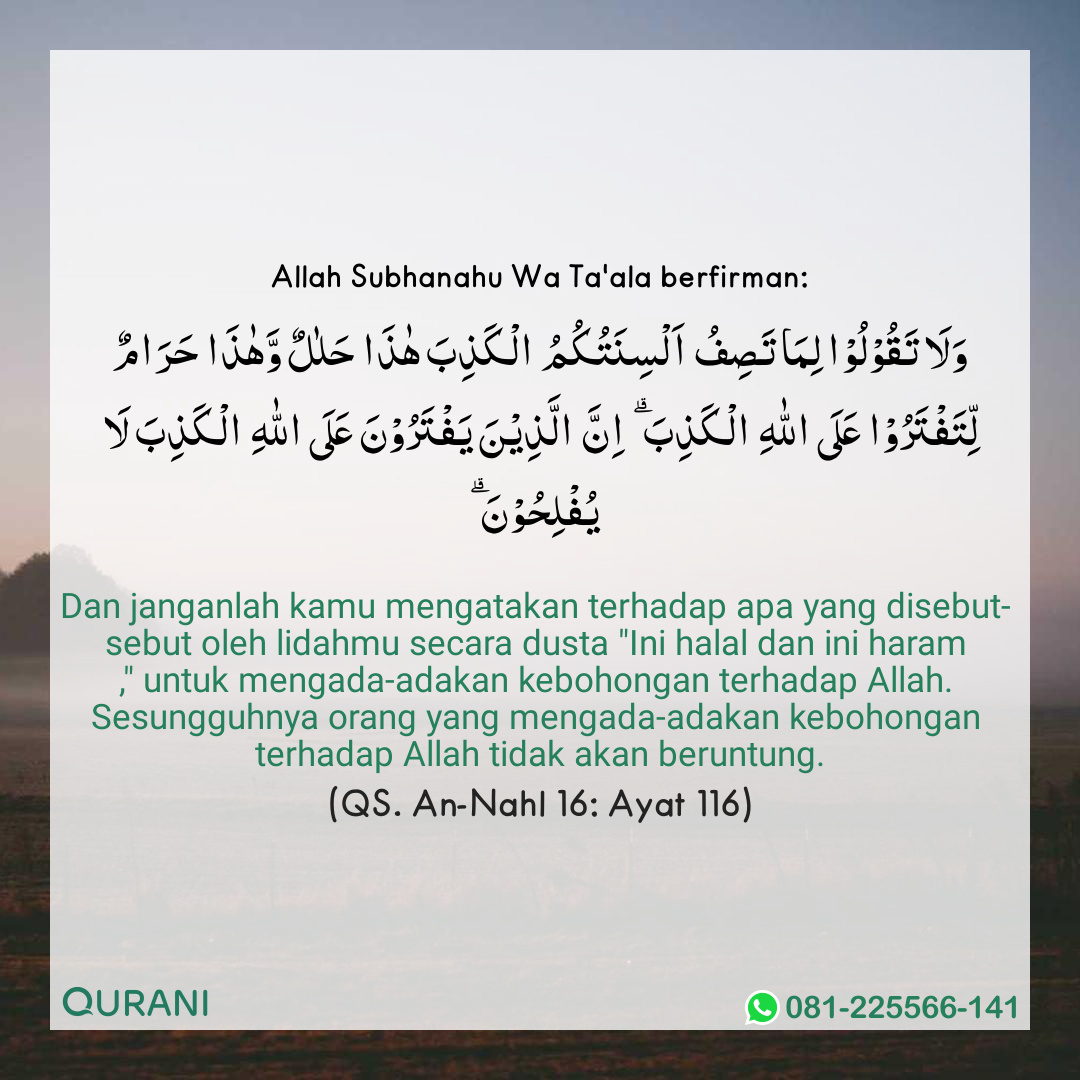 Allah Subhanahu Wa Ta'ala berfirman:
وَلَا تَقُوْلُوْا لِمَا تَصِفُ اَلْسِنَتُكُمُ الْكَذِبَ هٰذَا حَلٰلٌ وَّهٰذَا حَرَامٌ
لِّتَفْتَرُوْا عَلَى اللّٰهِ الْكَذِبَ ۗ اِنَّ الَّذِيْنَ يَفْتَرُوْنَ عَلَى اللّٰهِ الْكَذِبَ لَا
يُفْلِحُوْنَ ۗ
Dan janganlah kamu mengatakan terhadap apa yang disebut-
sebut oleh lidahmu secara dusta "Ini halal dan ini haram
," untuk mengada-adakan kebohongan terhadap Allah.
Sesungguhnya orang yang mengada-adakan kebohongan
terhadap Allah tidak akan beruntung.
(QS. An-Nahl 16: Ayat 116)
QURANI
081-225566-141